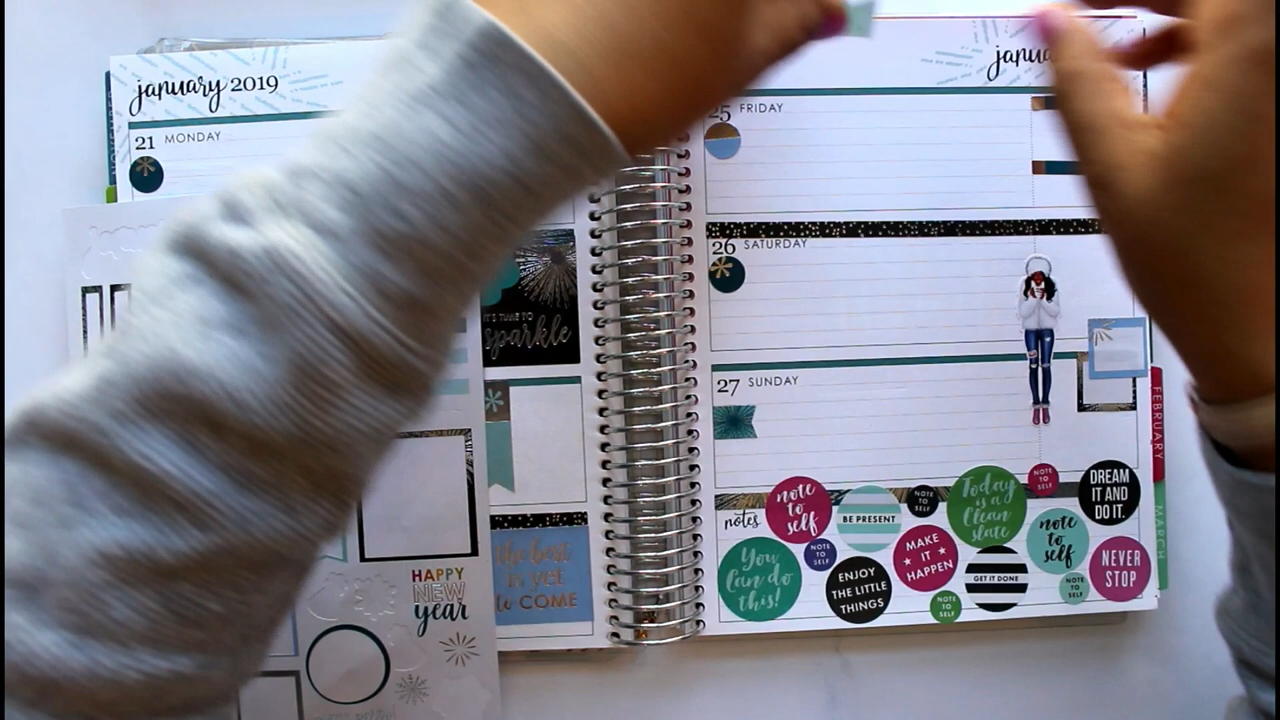 january 2019
21 MONDAY
IT'S TIME TO
sparkle
the best
is yet
to COME
HAPPY
NEW
year
25 FRIDAY
26 SATURDAY
27 SUNDAY
notes
note
to
self
BE PRESENT
NOTE
TO
SELF
Today
is a
Clean
slate
NOTE
TO
SELF
DREAM
IT AND
DO IT.
You
Can do
this!
NOTE
TO
SELF
MAKE
IT
HAPPEN
note
to
self
ENJOY
THE LITTLE
THINGS
GET IT DONE
NEVER
STOP
NOTE
TO
SELF
NOTE
TO
SELF
FEBRUARY
MARCH